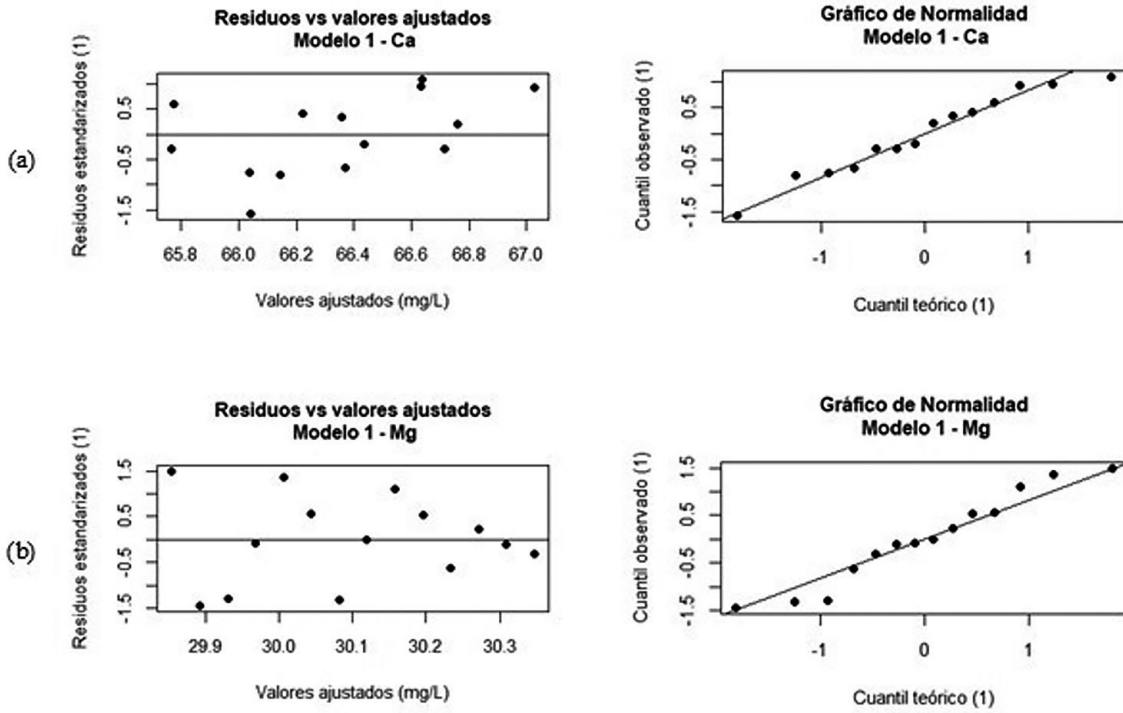 (a)
Residuos vs valores ajustados
Modelo 1 - Ca
Residuos estandarizados (1)
0.5
-0.5
-1.5
65.8 66.0 66.2 66.4 66.6 66.8 67.0
Valores ajustados (mg/L)
Gráfico de Normalidad
Modelo 1 - Ca
Cuantil observado (1)
0.5
-0.5
-1.5
-1 0 1
Cuantil teórico (1)
(b)
Residuos vs valores ajustados
Modelo 1 - Mg
Residuos estandarizados (1)
1.5
0.5
-0.5
-1.5
29.9 30.0 30.1 30.2 30.3
Valores ajustados (mg/L)
Gráfico de Normalidad
Modelo 1 - Mg
Cuantil observado (1)
1.5
0.5
-0.5
-1.5
-1 0 1
Cuantil teórico (1)